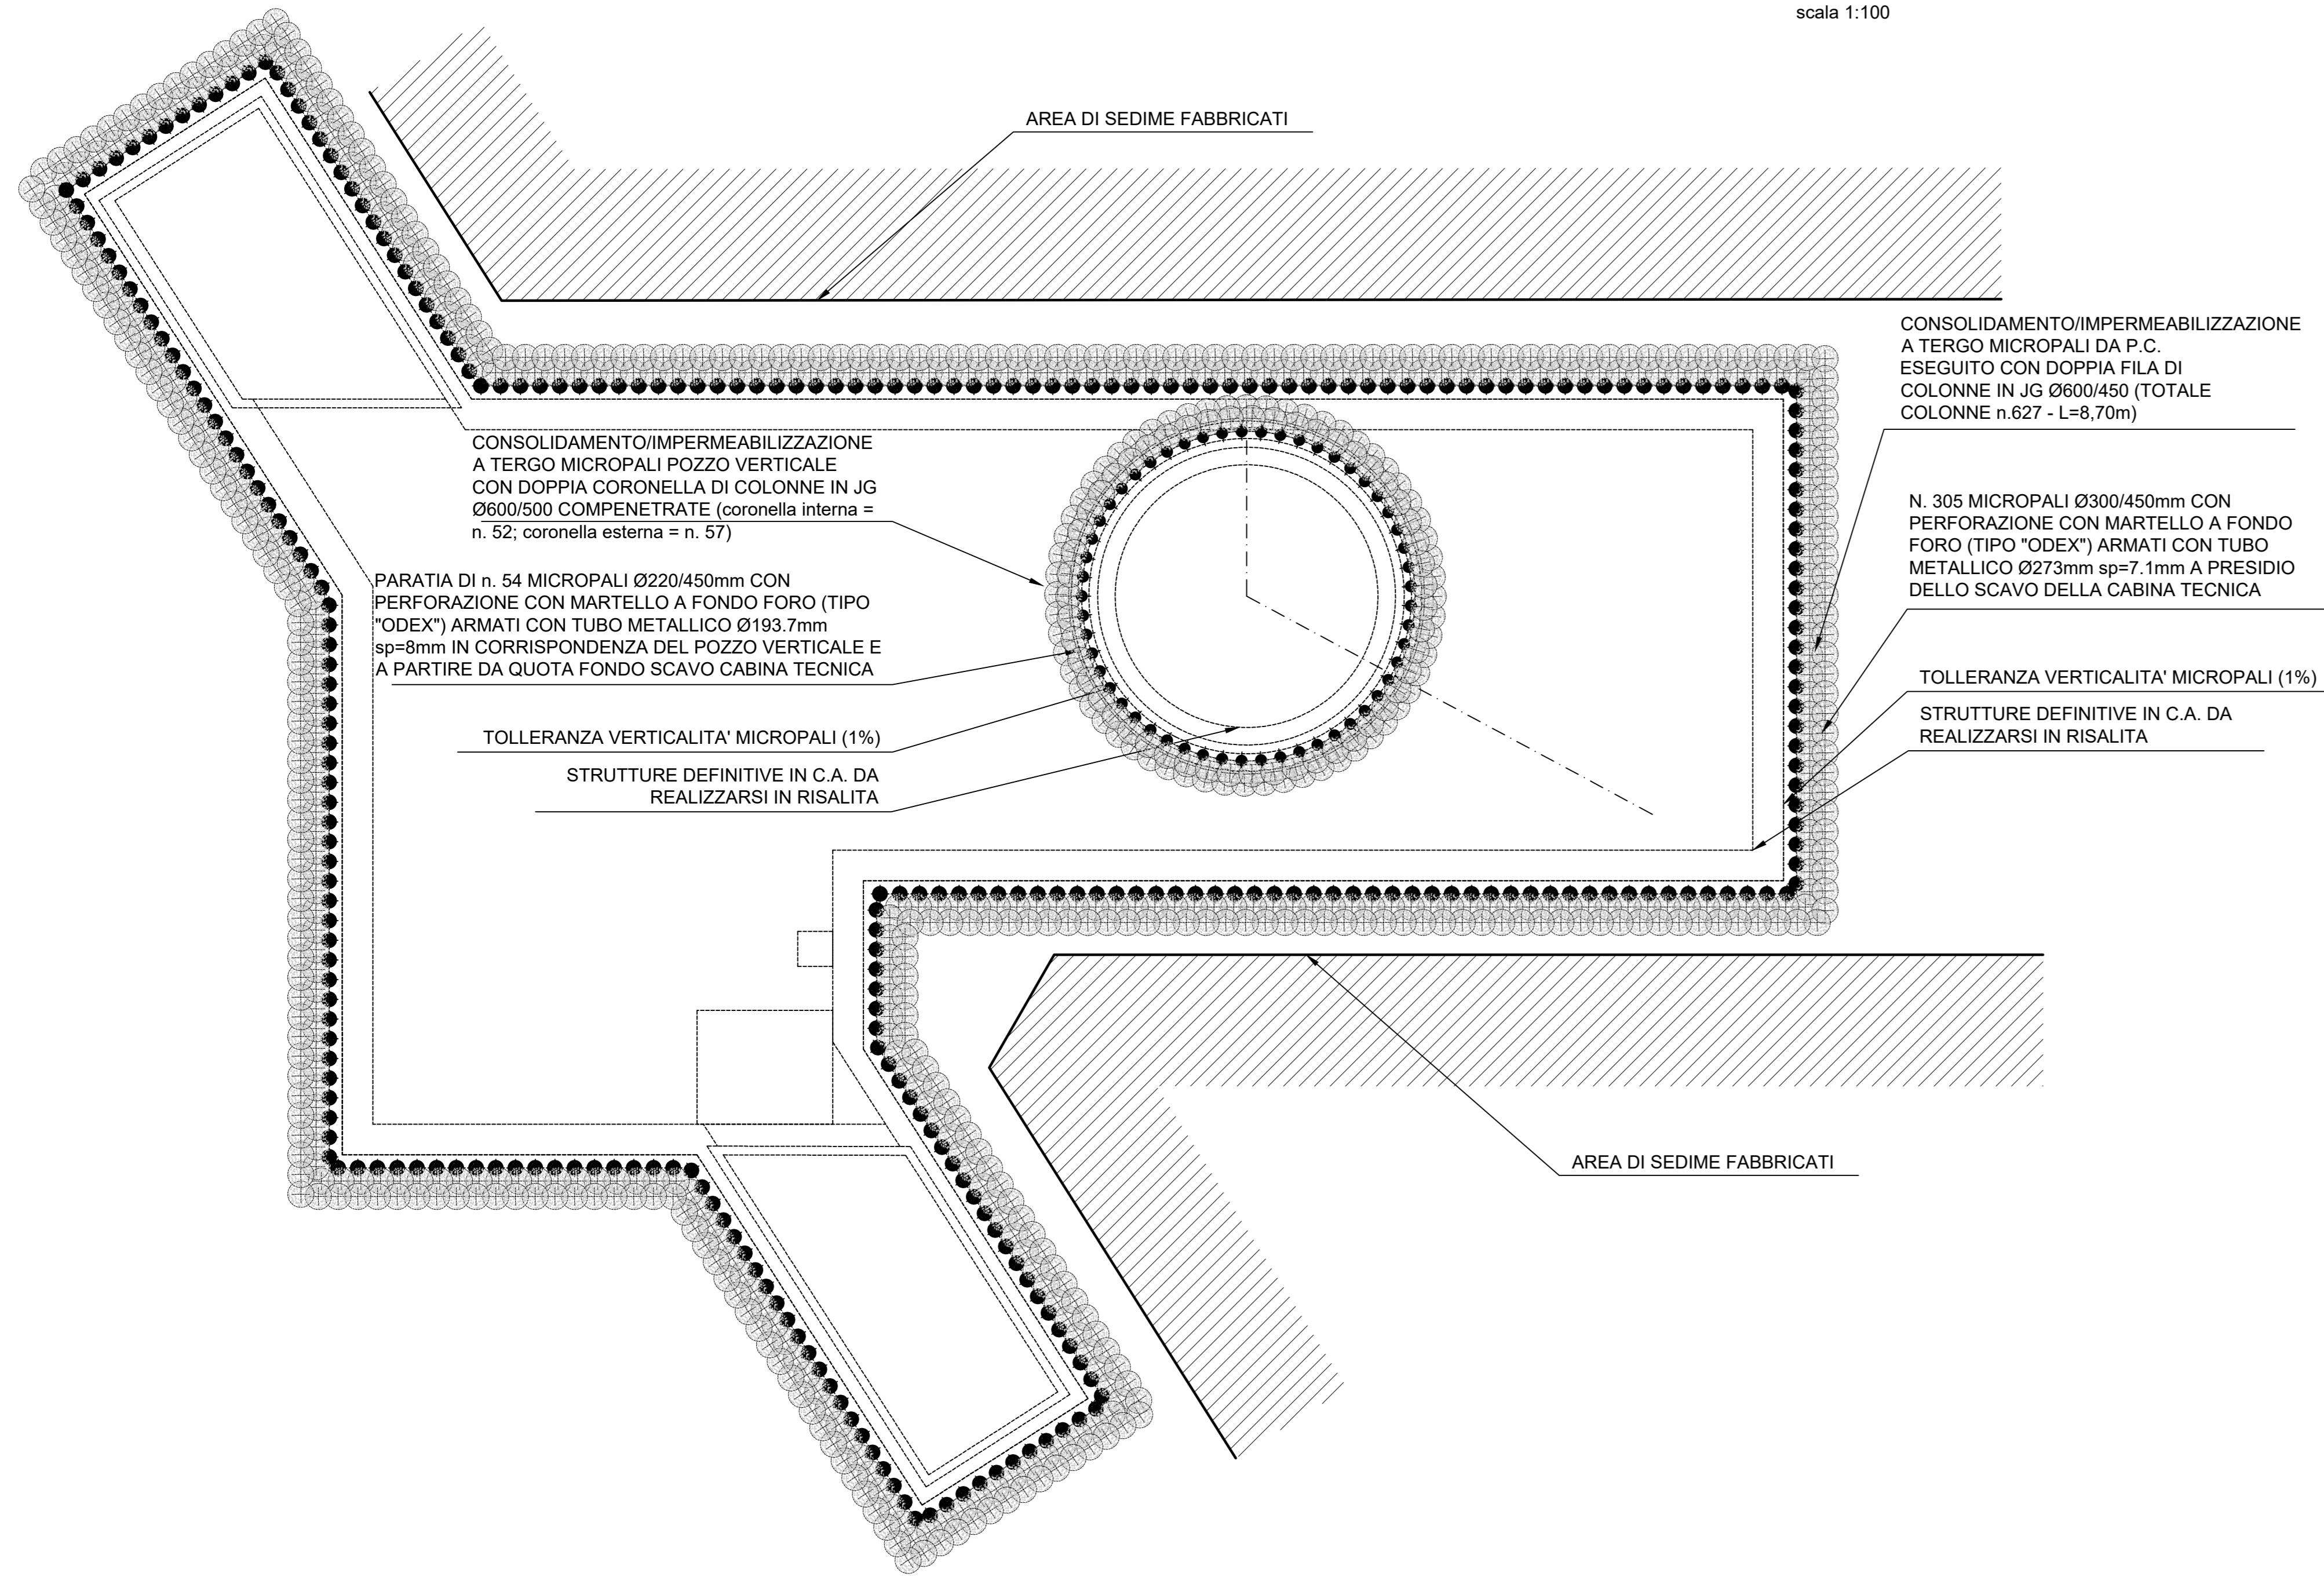 scala 1:100
AREA DI SEDIME FABBRICATI
CONSOLIDAMENTO/IMPERMEABILIZZAZIONE
A TERGO MICROPALI DA P.C.
ESEGUITO CON DOPPIA FILA DI
COLONNE IN JG Ø600/450 (TOTALE
COLONNE n.627 - L=8,70m)
CONSOLIDAMENTO/IMPERMEABILIZZAZIONE
A TERGO MICROPALI POZZO VERTICALE
CON DOPPIA CORONELLA DI COLONNE IN JG
Ø600/500 COMPENETRATE (coronella interna =
n. 52; coronella esterna = n. 57)
N. 305 MICROPALI Ø300/450mm CON
PERFORAZIONE CON MARTELLO A FONDO
FORO (TIPO "ODEX") ARMATI CON TUBO
METALLICO Ø273mm sp=7.1mm A PRESIDIO
DELLO SCAVO DELLA CABINA TECNICA
PARATIA DI n. 54 MICROPALI Ø220/450mm CON
PERFORAZIONE CON MARTELLO A FONDO FORO (TIPO
"ODEX") ARMATI CON TUBO METALLICO Ø193.7mm
sp=8mm IN CORRISPONDENZA DEL POZZO VERTICALE E
A PARTIRE DA QUOTA FONDO SCAVO CABINA TECNICA
TOLLERANZA VERTICALITA' MICROPALI (1%)
STRUTTURE DEFINITIVE IN C.A. DA
REALIZZARSI IN RISALITA
TOLLERANZA VERTICALITA' MICROPALI (1%)
STRUTTURE DEFINITIVE IN C.A. DA
REALIZZARSI IN RISALITA
AREA DI SEDIME FABBRICATI